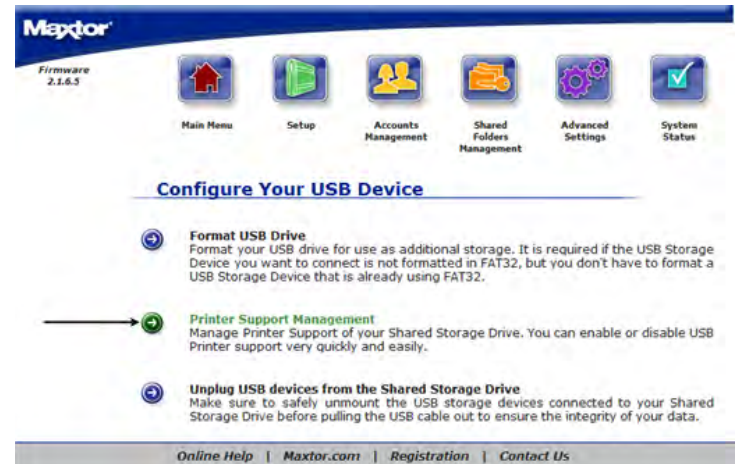 Maxtor
Firmware
2.1.6.5
Main Menu
Setup
Accounts
Management
Shared
Folders
Management
Advanced
Settings
System
Status
Configure Your USB Device
Format USB Drive
Format your USB drive for use as additional storage. It is required if the USB Storage
Device you want to connect is not formatted in FAT32, but you don't have to format a
USB Storage Device that is already using FAT32.
Printer Support Management
Manage Printer Support of your Shared Storage Drive. You can enable or disable USB
Printer support very quickly and easily.
Unplug USB devices from the Shared Storage Drive
Make sure to safely unmount the USB storage devices connected to your Shared
Storage Drive before pulling the USB cable out to ensure the integrity of your data.
Online Help | Maxtor.com | Registration | Contact Us